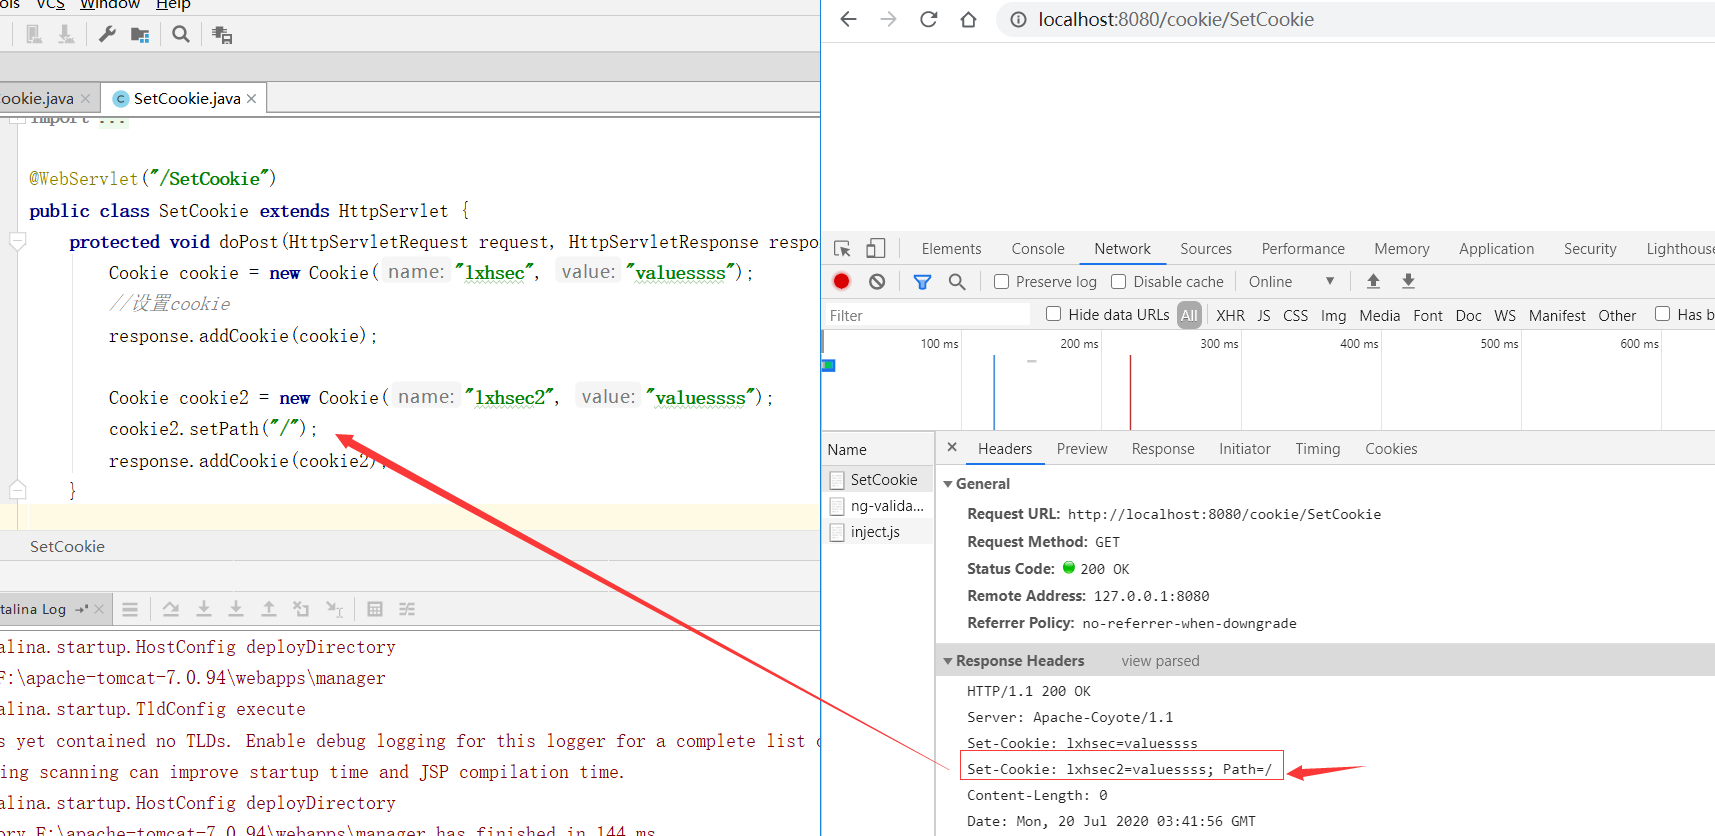 ols VCS Window Help
ookie.java × SetCookie.java ×
import ...
@WebServlet("/SetCookie")
public class SetCookie extends HttpServlet {
protected void doPost(HttpServletRequest request, HttpServletResponse respo
Cookie cookie = new Cookie( name: "lxhsec", value: "valuessss");
//设置cookie
response.addCookie(cookie);
Cookie cookie2 = new Cookie( name: "lxhsec2", value: "valuessss");
cookie2.setPath("/");
response.addCookie(cookie2);
}
SetCookie
talina Log ×
alina.startup.HostConfig deployDirectory
F:\apache-tomcat-7.0.94\webapps\manager
alina.startup.TldConfig execute
s yet contained no TLDs. Enable debug logging for this logger for a complete list o
ing scanning can improve startup time and JSP compilation time.
alina.startup.HostConfig deployDirectory
ory F:\apache-tomcat-7.0.94\webapps\manager has finished in 144 ms
localhost:8080/cookie/SetCookie
Elements Console Network Sources Performance Memory Application Security Lighthous
Preserve log Disable cache Online
Filter Hide data URLs All XHR JS CSS Img Media Font Doc WS Manifest Other Has b
100 ms 200 ms 300 ms 400 ms 500 ms 600 ms
Name × Headers Preview Response Initiator Timing Cookies
SetCookie
ng-valida...
inject.js
General
Request URL: http://localhost:8080/cookie/SetCookie
Request Method: GET
Status Code: 200 OK
Remote Address: 127.0.0.1:8080
Referrer Policy: no-referrer-when-downgrade
Response Headers view parsed
HTTP/1.1 200 OK
Server: Apache-Coyote/1.1
Set-Cookie: lxhsec=valuessss
Set-Cookie: lxhsec2=valuessss; Path=/
Content-Length: 0
Date: Mon, 20 Jul 2020 03:41:56 GMT